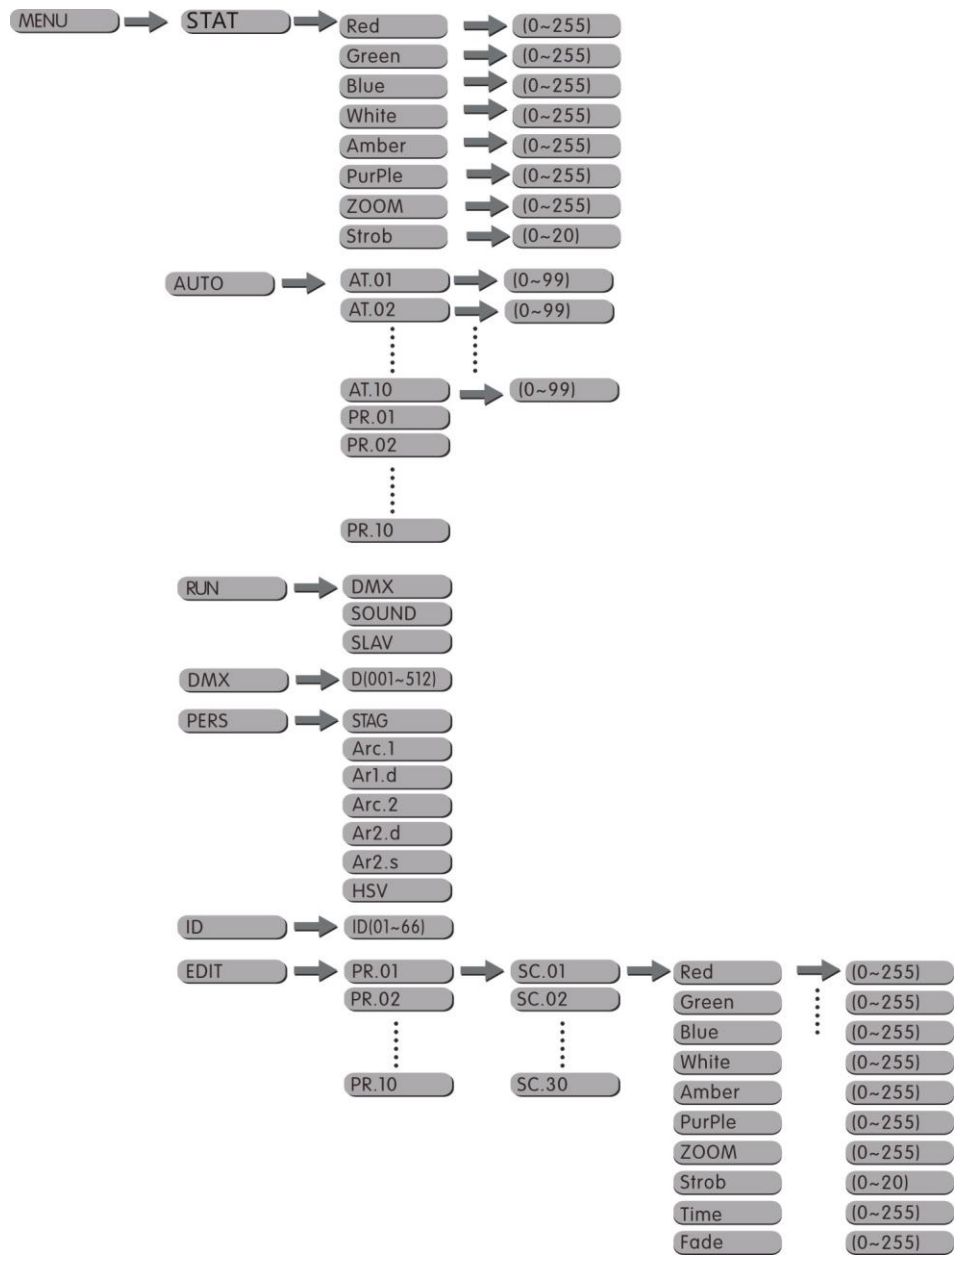 MENU STAT Red (0~255)
Green (0~255)
Blue (0~255)
White (0~255)
Amber (0~255)
PurPle (0~255)
ZOOM (0~255)
Strob (0~20)
AUTO AT.01 (0~99)
AT.02 (0~99)
AT.10 (0~99)
PR.01
PR.02
PR.10
RUN DMX
SOUND
SLAV
DMX D(001~512)
PERS STAG
Arc.1
Ar1.d
Arc.2
Ar2.d
Ar2.s
HSV
ID ID(01~66)
EDIT PR.01 SC.01 Red (0~255)
PR.02 SC.02 Green (0~255)
Blue (0~255)
White (0~255)
PR.10 SC.30 Amber (0~255)
PurPle (0~255)
ZOOM (0~255)
Strob (0~20)
Time (0~255)
Fade (0~255)